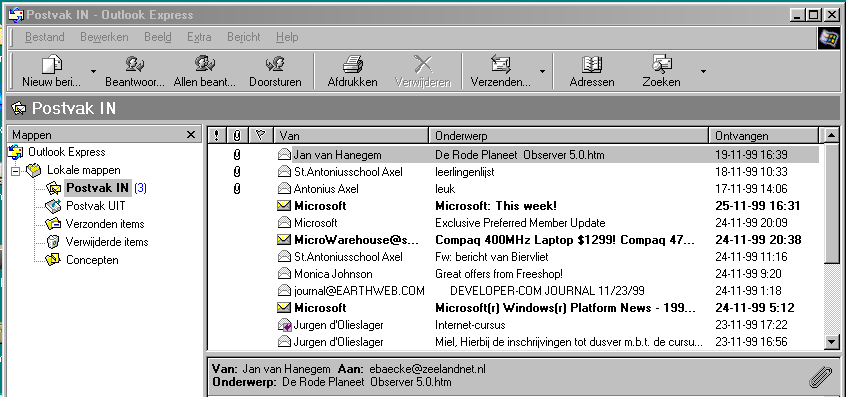 Postvak IN - Outlook Express
Bestand Bewerken Beeld Extra Bericht Help
Nieuw beri... Beantwoor... Allen beant... Doorsturen Afdrukken Verwijderen Verzenden... Adressen Zoeken
Postvak IN
Mappen
Outlook Express
Lokale mappen
Postvak IN (3)
Postvak UIT
Verzonden items
Verwijderde items
Concepten
! Van Onderwerp Ontvangen
Jan van Hanegem De Rode Planeet Observer 5.0.htm 19-11-99 16:39
St.Antoniusschool Axel leerlingenlijst 18-11-99 10:33
Antonius Axel leuk 17-11-99 14:06
Microsoft Microsoft: This week! 25-11-99 16:31
Microsoft Exclusive Preferred Member Update 24-11-99 20:09
MicroWarehouse@s... Compaq 400MHz Laptop $1299! Compaq 47... 24-11-99 20:38
St.Antoniusschool Axel Fw: bericht van Biervliet 24-11-99 11:16
Monica Johnson Great offers from Freeshop! 24-11-99 9:20
journal@EARTHWEB.COM DEVELOPER-COM JOURNAL 11/23/99 24-11-99 1:18
Microsoft Microsoft(r) Windows(r) Platform News - 199... 24-11-99 5:12
Jurgen d'Olieslager Internet-cursus 23-11-99 17:22
Jurgen d'Olieslager Miel, Hierbij de inschrijvingen tot dusver m.b.t. de cursu... 23-11-99 16:56
Van: Jan van Hanegem Aan: ebaecke@zeelandnet.nl
Onderwerp: De Rode Planeet Observer 5.0.htm